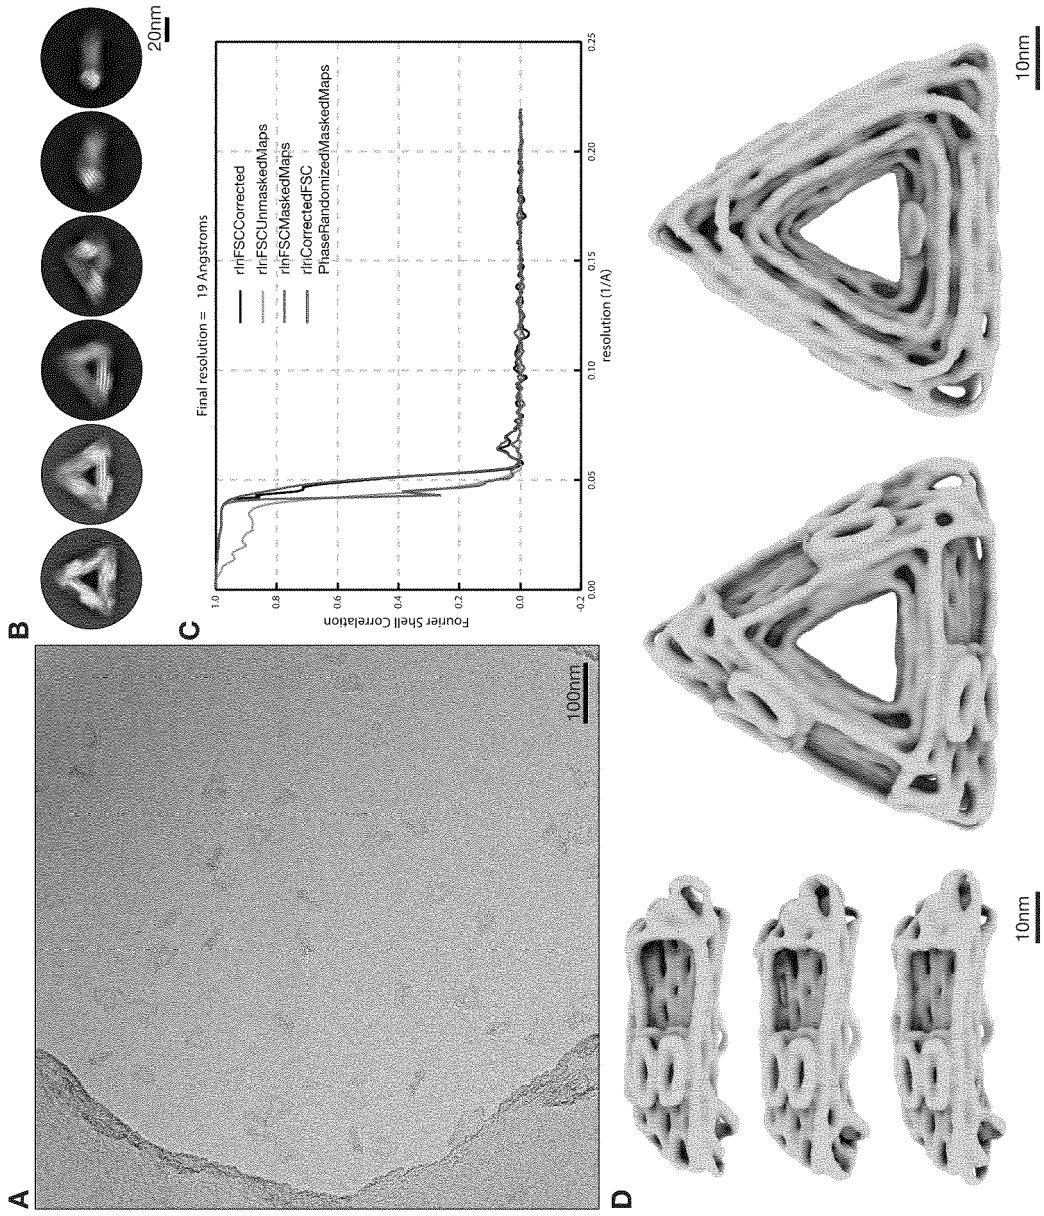 A
100nm
B
20nm
C
Final resolution = 19 Angstroms
rlnFSCCorrected
rlnFSCUnmaskedMaps
rlnFSCMaskedMaps
rlnCorrectedFSC
PhaseRandomizedMaskedMaps
Fourier Shell Correlation
1.0
0.8
0.6
0.4
0.2
0.0
-0.2
0.00
0.05
0.10
0.15
0.20
0.25
resolution (1/A)
D
10nm
10nm